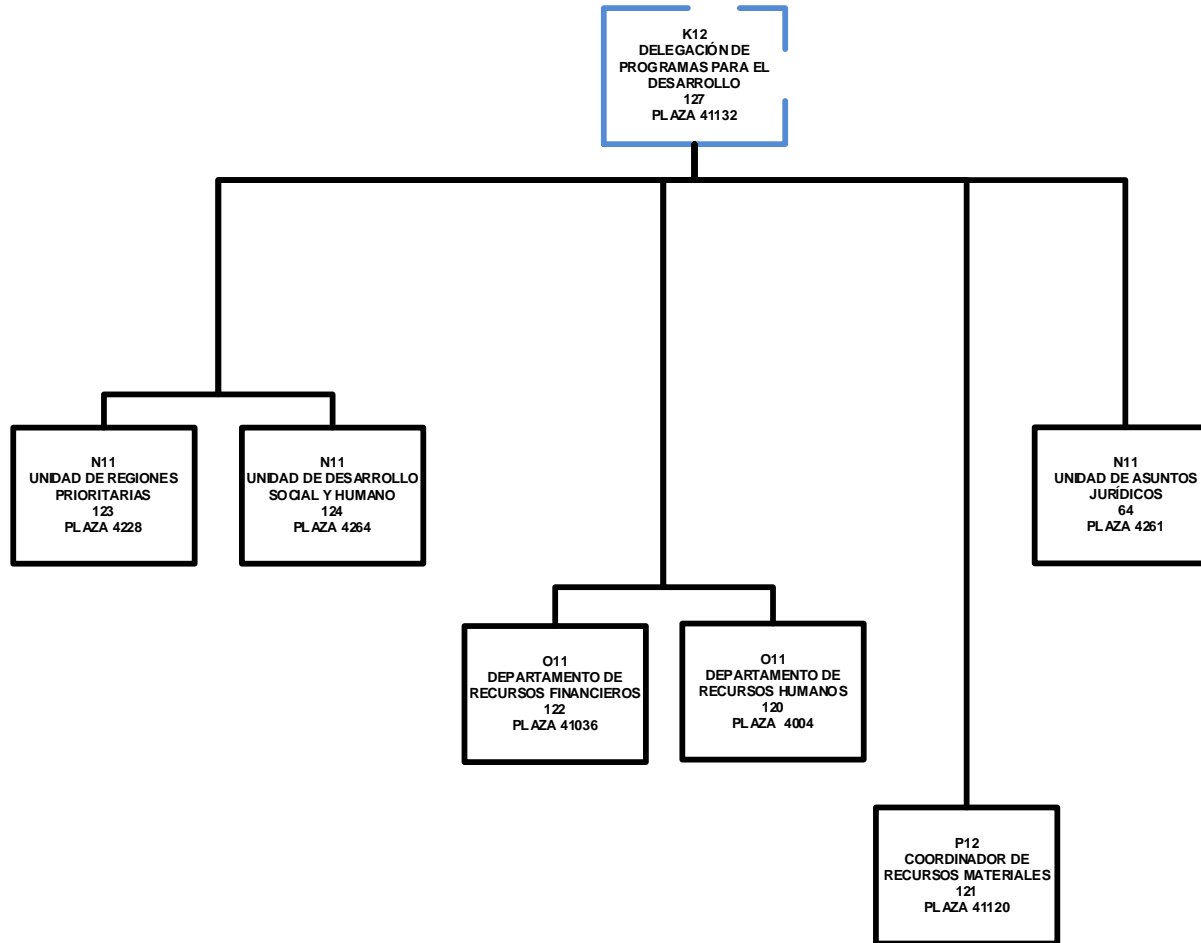 K12
DELEGACIÓN DE
PROGRAMAS PARA EL
DESARROLLO
127
PLAZA 41132
N11
UNIDAD DE REGIONES
PRIORITARIAS
123
PLAZA 4228
N11
UNIDAD DE DESARROLLO
SOCIAL Y HUMANO
124
PLAZA 4264
N11
UNIDAD DE ASUNTOS
JURÍDICOS
64
PLAZA 4261
O11
DEPARTAMENTO DE
RECURSOS FINANCIEROS
122
PLAZA 41036
O11
DEPARTAMENTO DE
RECURSOS HUMANOS
120
PLAZA 4004
P12
COORDINADOR DE
RECURSOS MATERIALES
121
PLAZA 41120